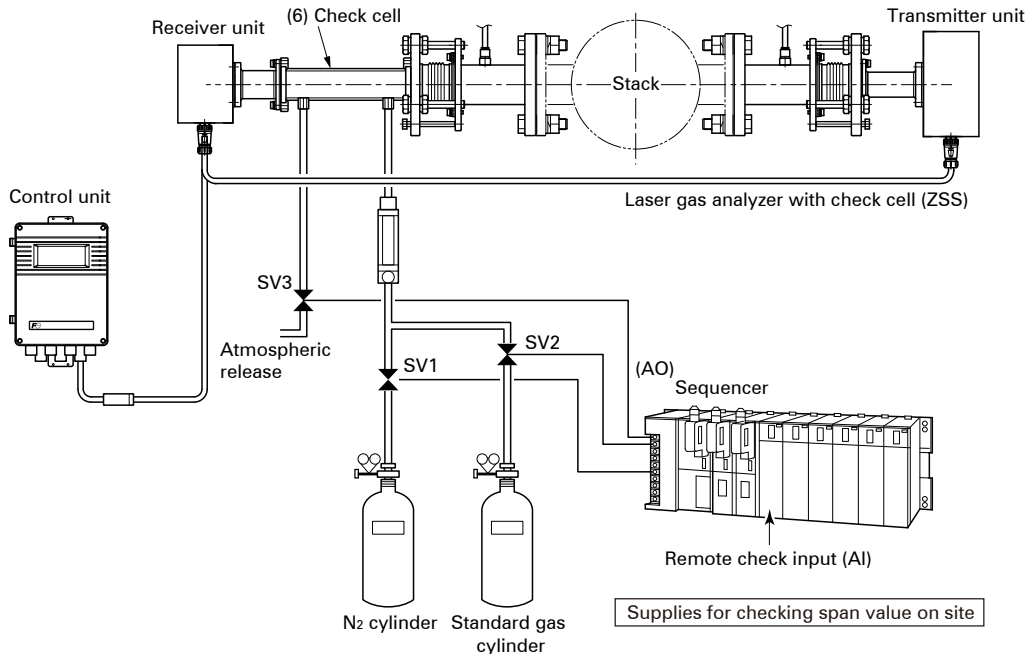 (6) Check cell
Receiver unit
Transmitter unit
Stack
Laser gas analyzer with check cell (ZSS)
Control unit
SV3
Atmospheric
release
SV2
SV1
(AO)
Sequencer
Remote check input (AI)
Supplies for checking span value on site
N2 cylinder
Standard gas
cylinder